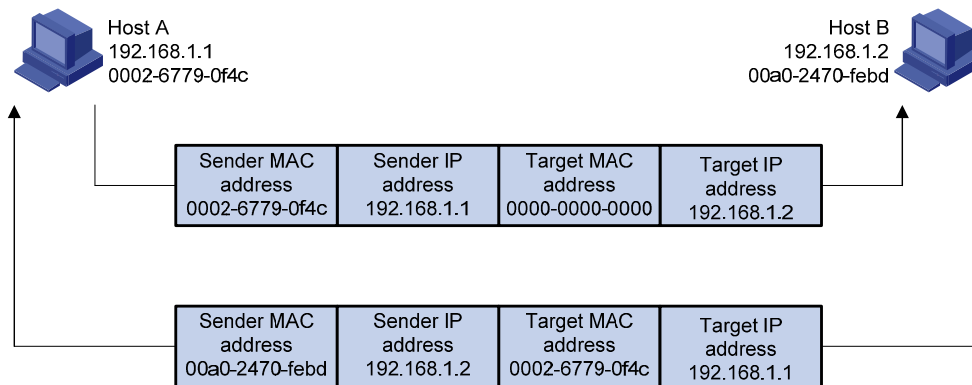 Host A
192.168.1.1
0002-6779-0f4c
Host B
192.168.1.2
00a0-2470-febd
Sender MAC
address
0002-6779-0f4c
Sender IP
address
192.168.1.1
Target MAC
address
0000-0000-0000
Target IP
address
192.168.1.2
Sender MAC
address
00a0-2470-febd
Sender IP
address
192.168.1.2
Target MAC
address
0002-6779-0f4c
Target IP
address
192.168.1.1